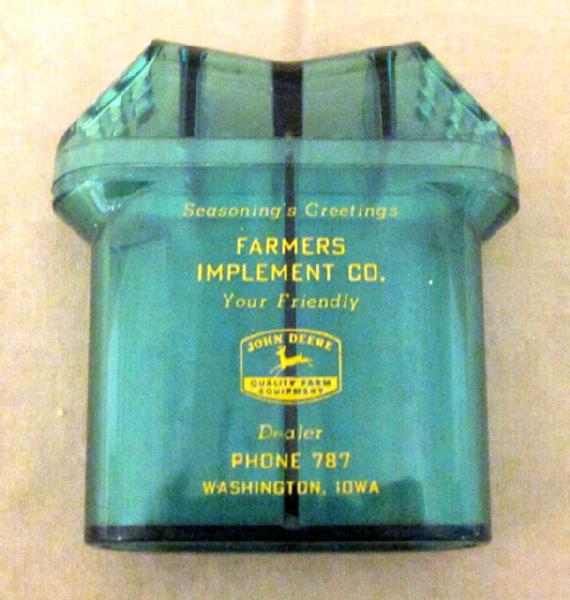 Seasoning's Greetings
FARMERS
IMPLEMENT CO.
Your Friendly
JOHN DEERE
QUALITY FARM
EQUIPMENT
Dealer
PHONE 787
WASHINGTON, IOWA